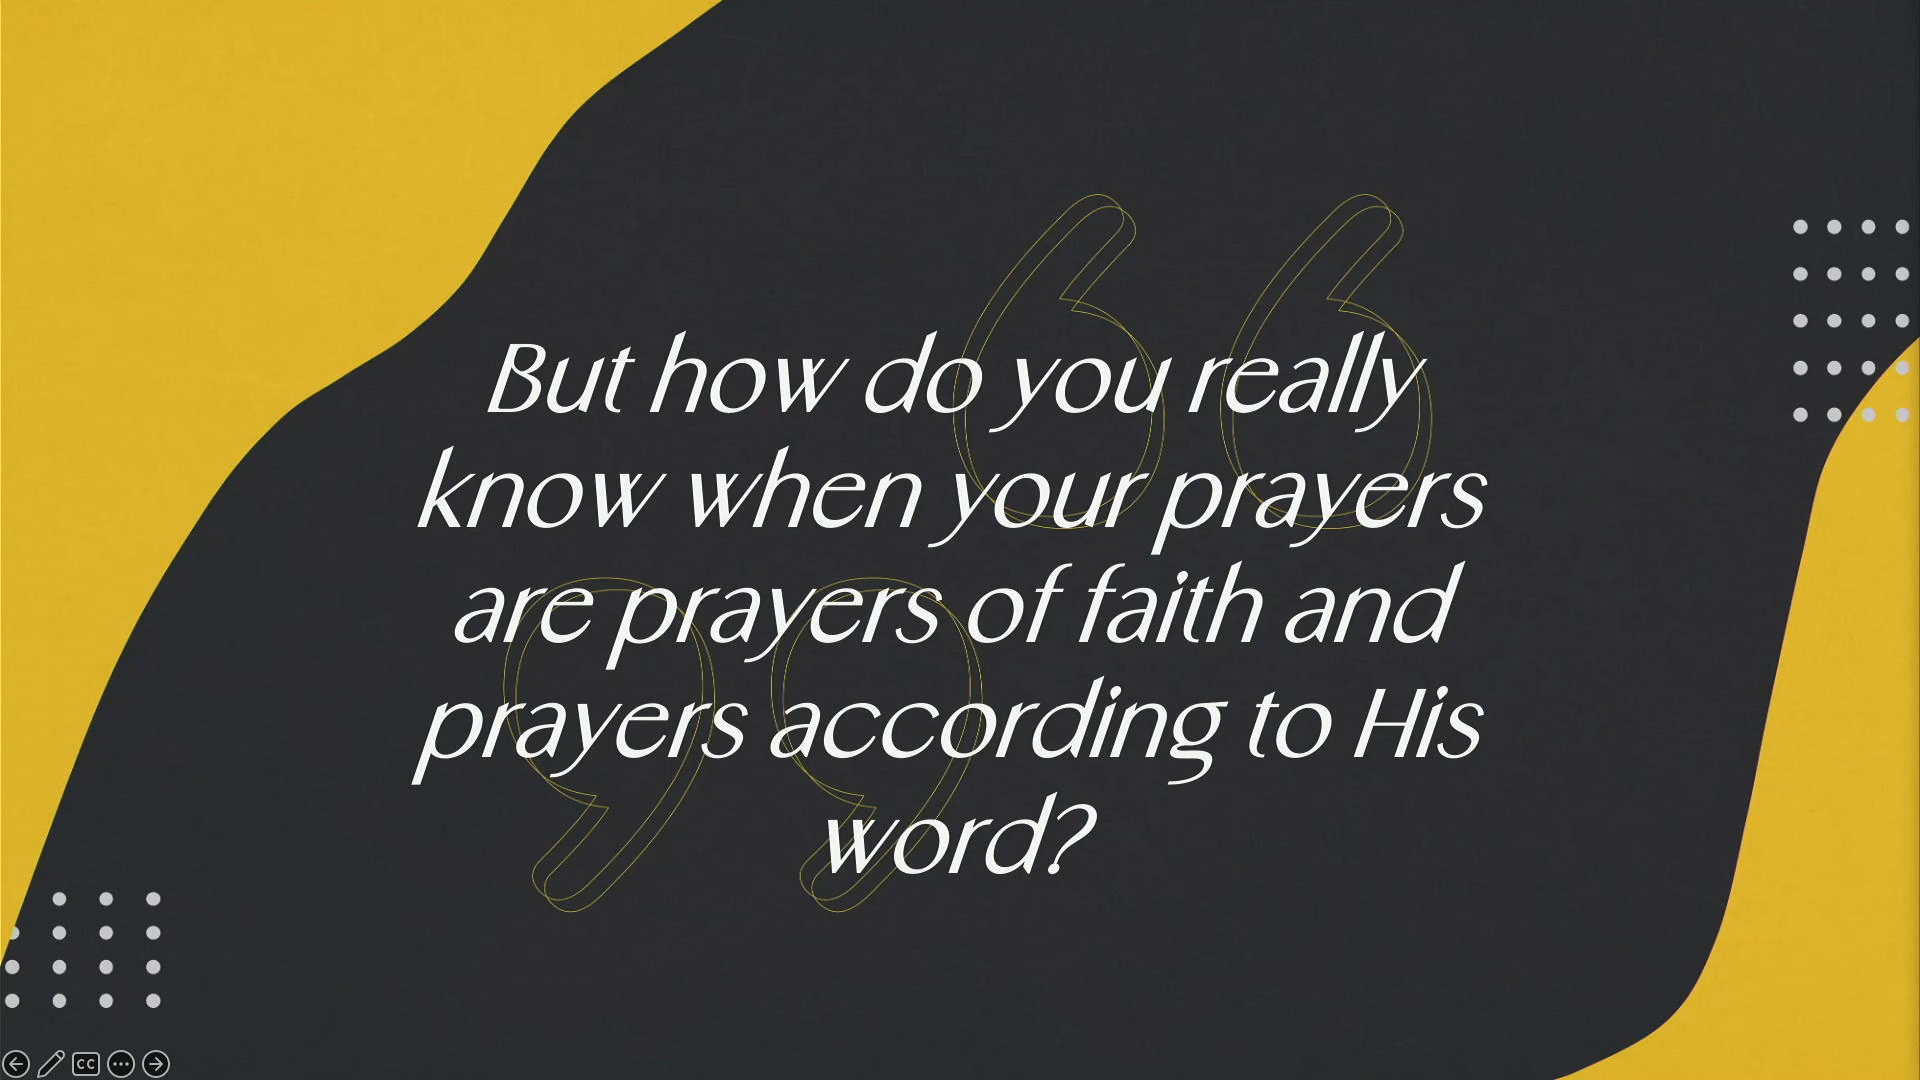 But how do you really
know when your prayers
are prayers of faith and
prayers according to His
word?
CC